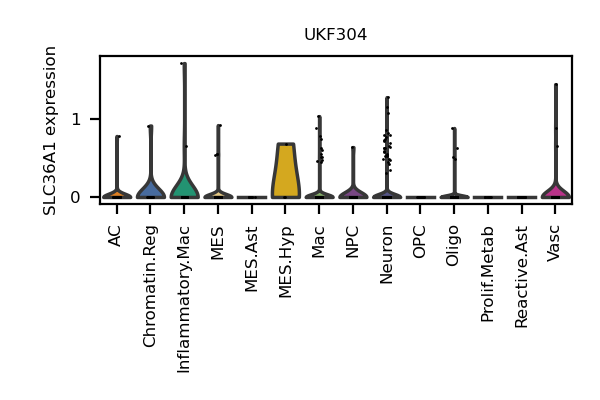 UKF304
SLC36A1 expression
1
0
AC
Chromatin.Reg
Inflammatory.Mac
MES
MES.Ast
MES.Hyp
Mac
NPC
Neuron
OPC
Oligo
Prolif.Metab
Reactive.Ast
Vasc